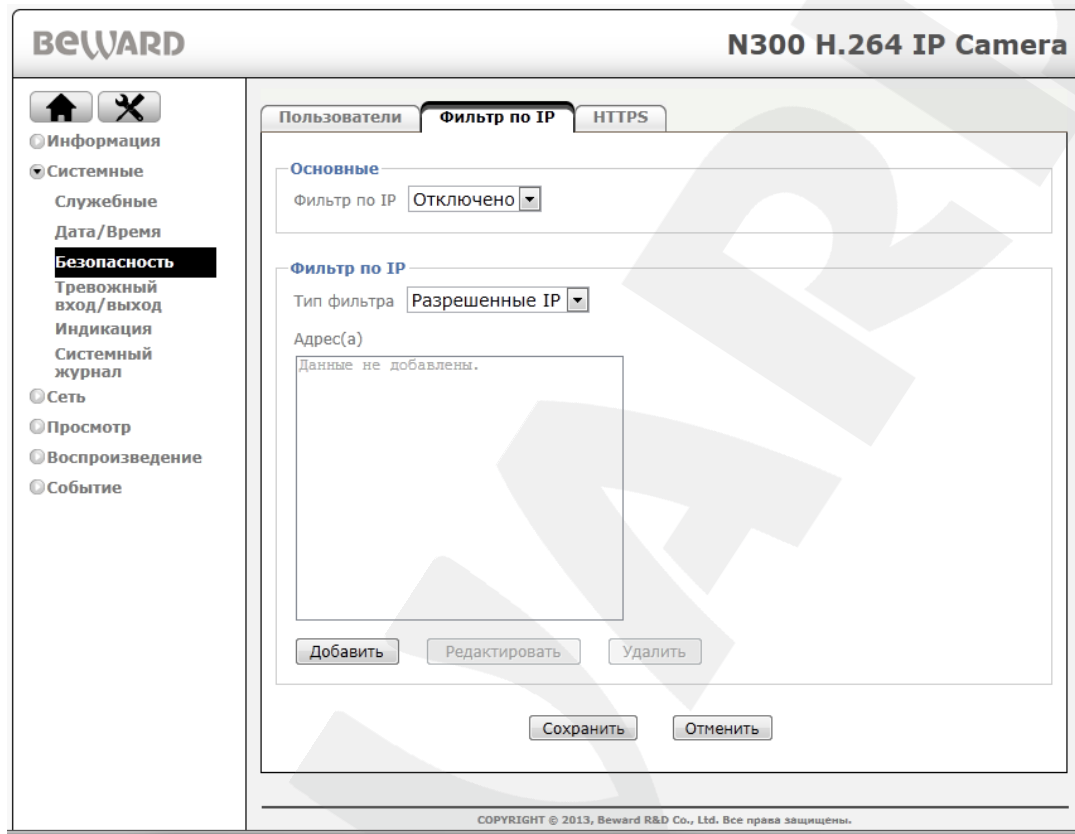 BEWARD
N300 H.264 IP Camera
Информация
Системные
Служебные
Дата/Время
Безопасность
Тревожный
вход/выход
Индикация
Системный
журнал
Сеть
Просмотр
Воспроизведение
Событие
Пользователи Фильтр по IP HTTPS
Основные
Фильтр по IP Отключено
Фильтр по IP
Тип фильтра Разрешенные IP
Адрес(а)
Данные не добавлены.
Добавить Редактировать Удалить
Сохранить Отменить
COPYRIGHT © 2013, Beward R&D Co., Ltd. Все права защищены.